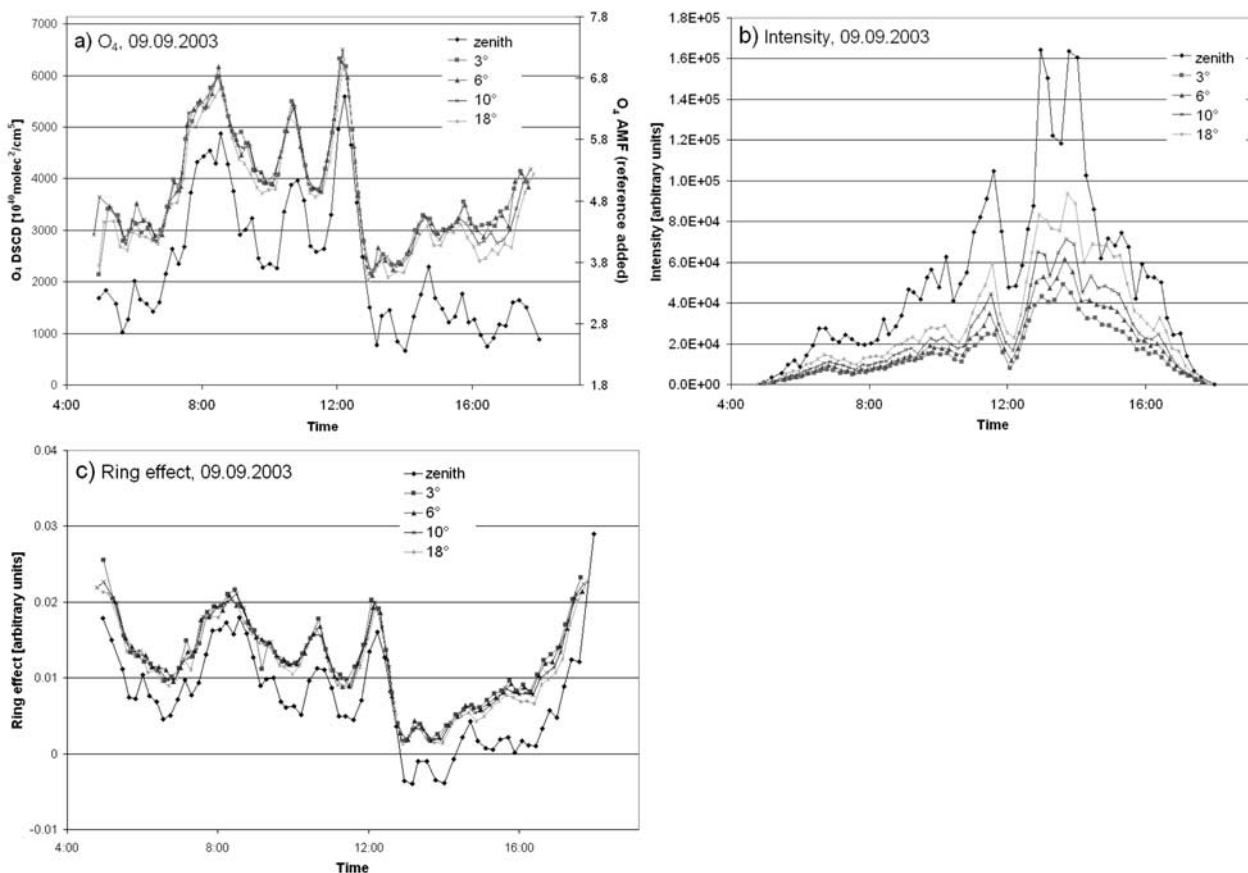 a) O₄, 09.09.2003
zenith
3°
6°
10°
18°
7000
6000
5000
4000
3000
2000
1000
0
O₄ DSCD [10⁴⁰molec²/cm⁵]
7.8
6.8
5.8
4.8
3.8
2.8
1.8
O₄ AMF (reference added)
4:00
8:00
12:00
16:00
Time
b) Intensity, 09.09.2003
zenith
3°
6°
10°
18°
1.8E+05
1.6E+05
1.4E+05
1.2E+05
1.0E+05
8.0E+04
6.0E+04
4.0E+04
2.0E+04
0.0E+00
Intensity [arbitrary units]
4:00
8:00
12:00
16:00
Time
c) Ring effect, 09.09.2003
zenith
3°
6°
10°
18°
0.04
0.03
0.02
0.01
0
-0.01
Ring effect [arbitrary units]
4:00
8:00
12:00
16:00
Time